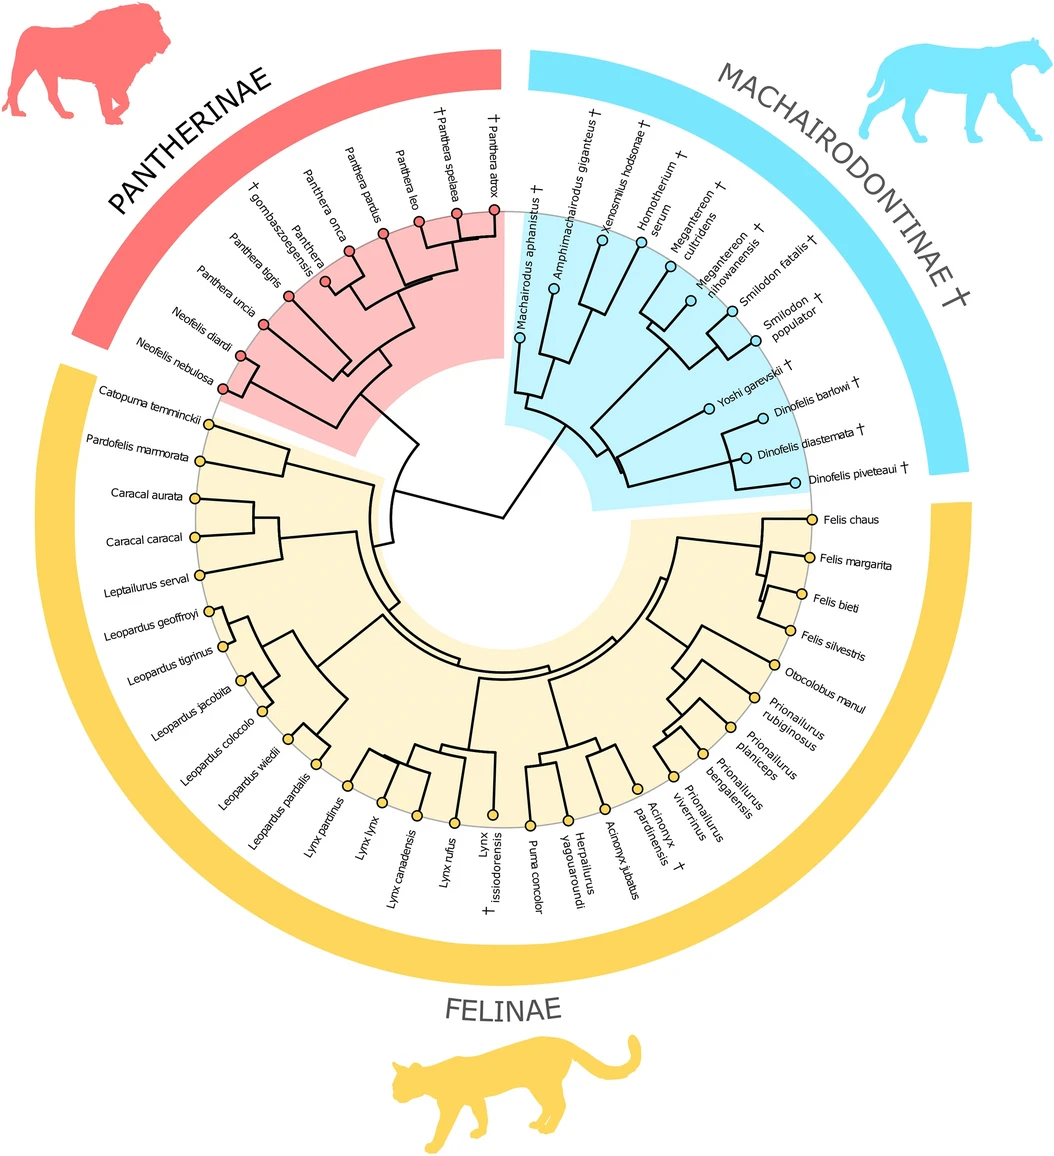 PANTHERINAE
MACHAIRODONTINAE †
† Panthera atrox
† Panthera spelaea
Panthera leo
Panthera pardus
Panthera onca
Panthera
† gombaszoegensis
Panthera tigris
Panthera uncia
Neofelis diardi
Neofelis nebulosa
Machairodus aphanistus †
Amphimachairodus giganteus †
Xenosmilus hodsonae †
Homotherium †
serum
Megantereon †
cultridens
Megantereon †
nihowanensis
Smilodon fatalis †
Smilodon †
populator
Yoshi garevskii †
Dinofelis barlowi †
Dinofelis diastemata †
Dinofelis piveteaui †
Felis chaus
Felis margarita
Felis bieti
Felis silvestris
Otocolobus manul
Prionailurus
rubiginosus
Prionailurus
planiceps
Prionailurus
bengalensis
Prionailurus
viverrinus
Acinonyx †
pardinensis
Acinonyx jubatus
Herpailurus
yagouaroundi
Puma concolor
Lynx
† issiodorensis
Lynx rufus
Lynx canadensis
Lynx lynx
Lynx pardinus
Leopardus pardalis
Leopardus wiedii
Leopardus colocolo
Leopardus jacobita
Leopardus tigrinus
Leopardus geoffroyi
Leptailurus serval
Caracal caracal
Caracal aurata
Pardofelis marmorata
Catopuma temminckii
FELINAE